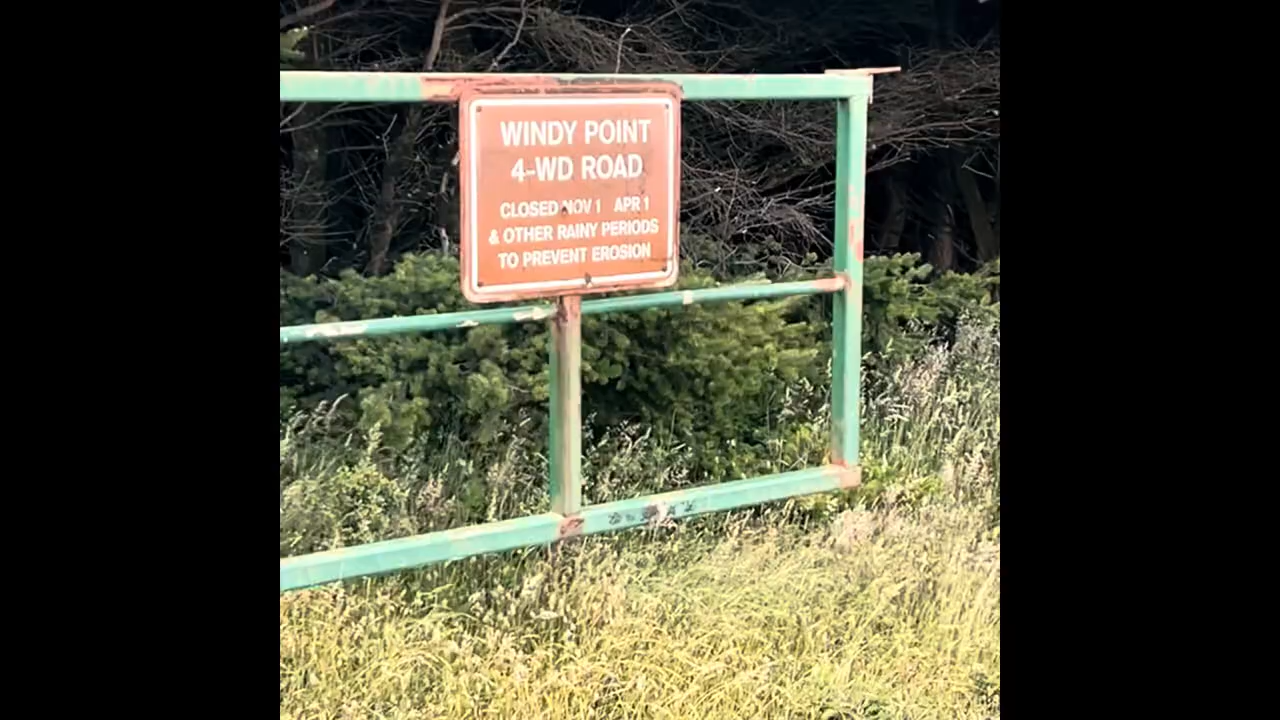 WINDY POINT
4-WD ROAD
CLOSED NOV 1 APR 1
& OTHER RAINY PERIODS
TO PREVENT EROSION